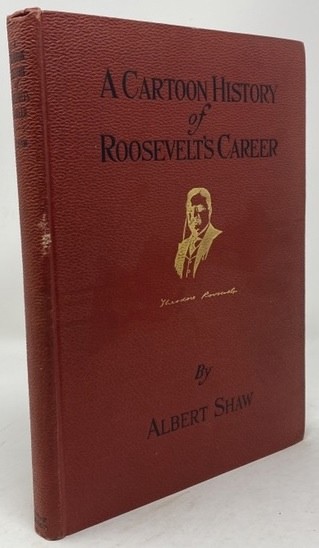 A CARTOON HISTORY
of
ROOSEVELT'S CAREER
Theodore Roosevelt
By
ALBERT SHAW